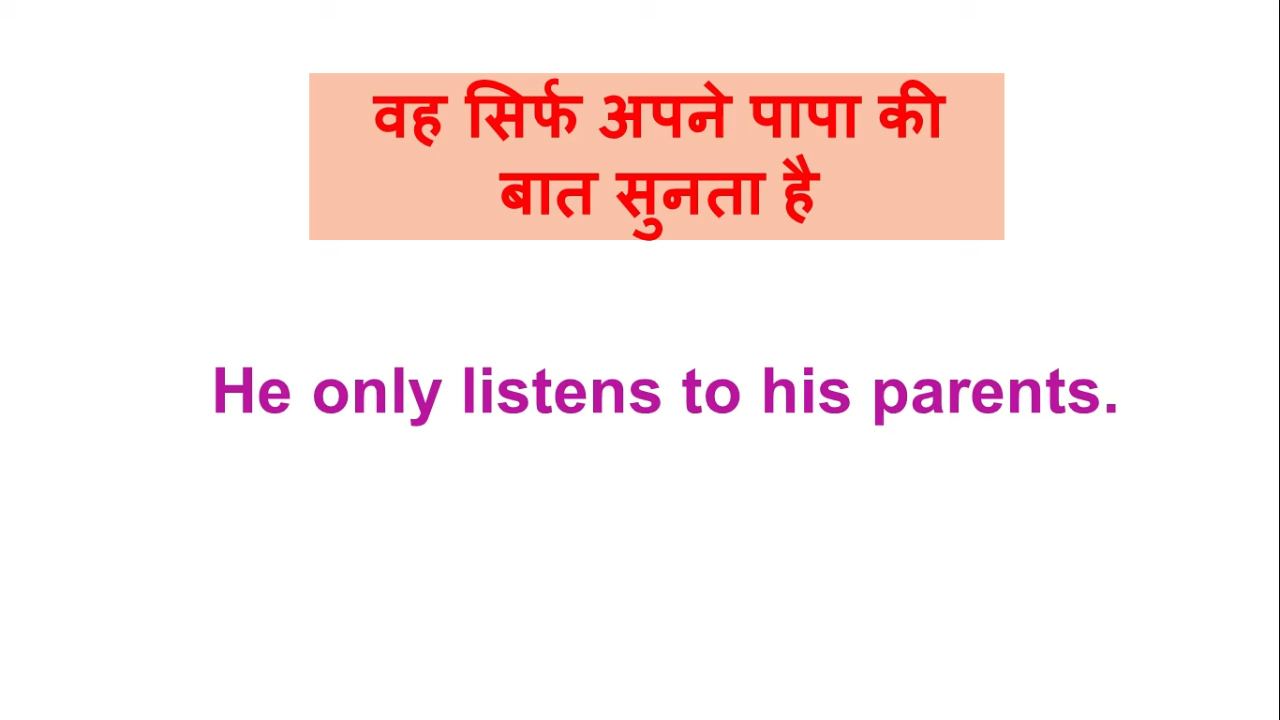 वह सिर्फ अपने पापा की
बात सुनता है
He only listens to his parents.